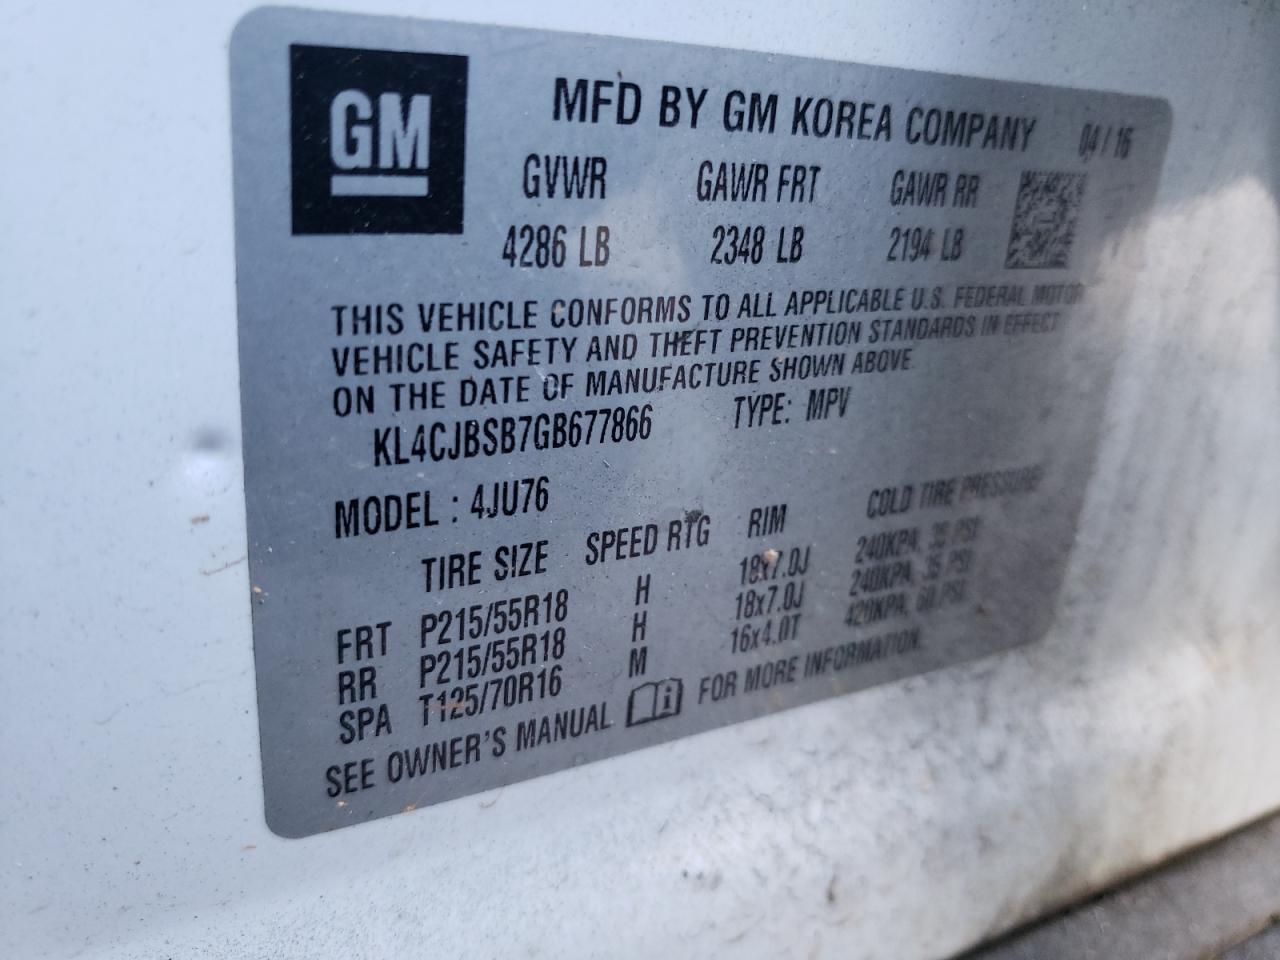 GM
MFD BY GM KOREA COMPANY 04 / 16
GVWR GAWR FRT GAWR RR
4286 LB 2348 LB 2194 LB
THIS VEHICLE CONFORMS TO ALL APPLICABLE U.S. FEDERAL MOTOR
VEHICLE SAFETY AND THEFT PREVENTION STANDARDS IN EFFECT
ON THE DATE OF MANUFACTURE SHOWN ABOVE.
KL4CJBSB7GB677866 TYPE: MPV
MODEL : 4JU76
TIRE SIZE SPEED RTG RIM COLD TIRE PRESSURE
FRT P215/55R18 H 18x7.0J 240KPA, 35 PSI
RR P215/55R18 H 18x7.0J 240KPA, 35 PSI
SPA T125/70R16 M 16x4.0T 420KPA, 60 PSI
SEE OWNER'S MANUAL i FOR MORE INFORMATION.